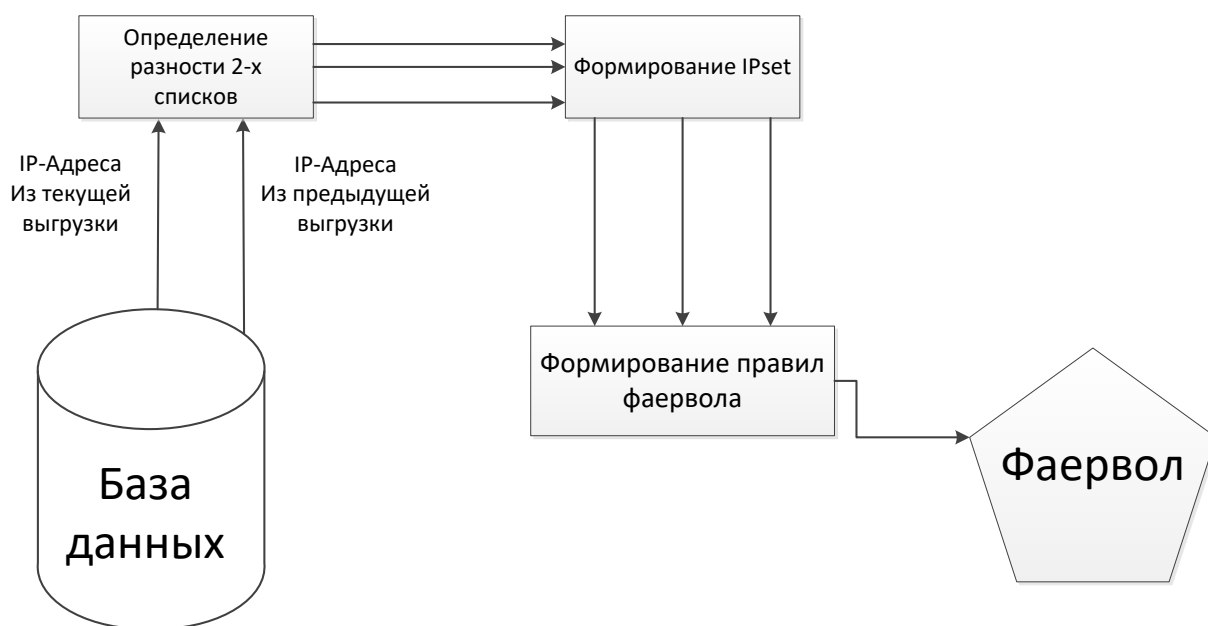 Определение
разности 2-х
списков
Формирование IPset
IP-Адреса
Из текущей
выгрузки
IP-Адреса
Из предыдущей
выгрузки
Формирование правил
фаервола
Фаервол
База
данных